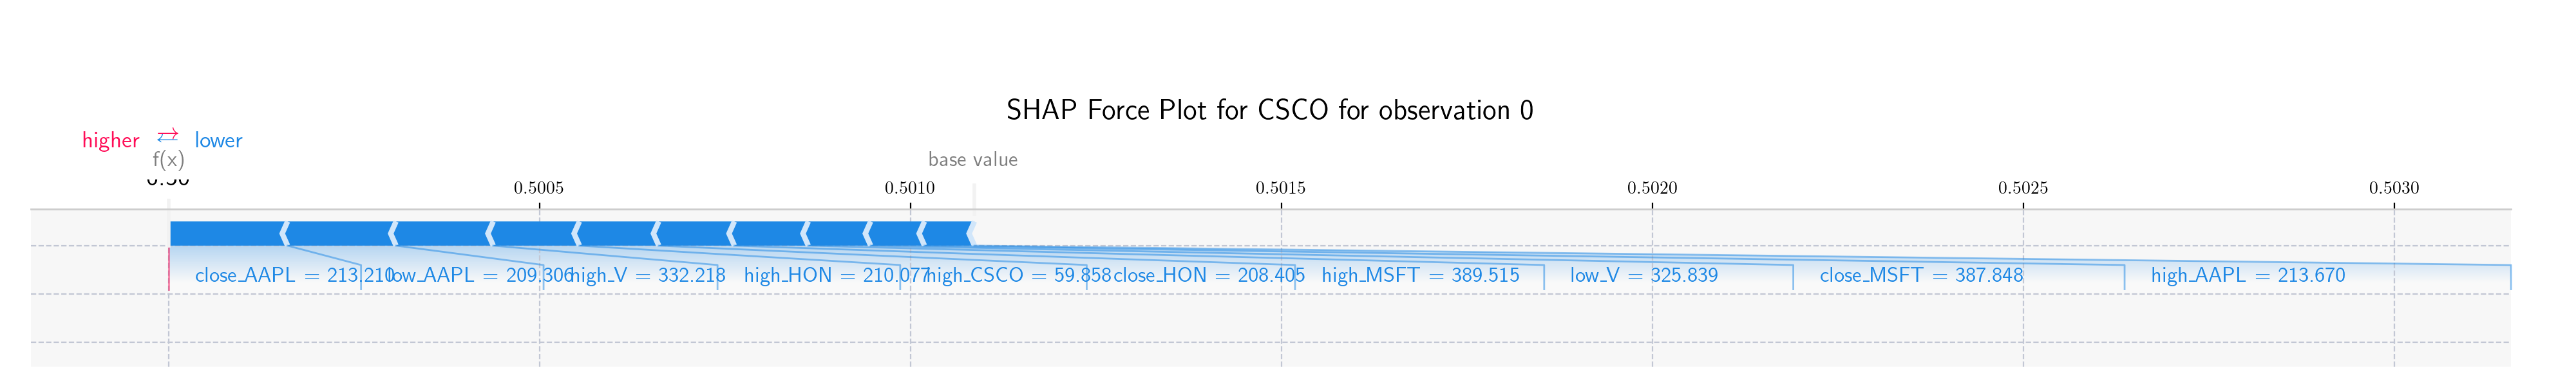 SHAP Force Plot for CSCO for observation 0
higher ⇄ lower
f(x) base value
0.50 0.5005 0.5010 0.5015 0.5020 0.5025 0.5030
close_AAPL = 213.210 low_AAPL = 209.306 high_V = 332.218 high_HON = 210.077 high_CSCO = 59.858 close_HON = 208.405 high_MSFT = 389.515 low_V = 325.839 close_MSFT = 387.848 high_AAPL = 213.670